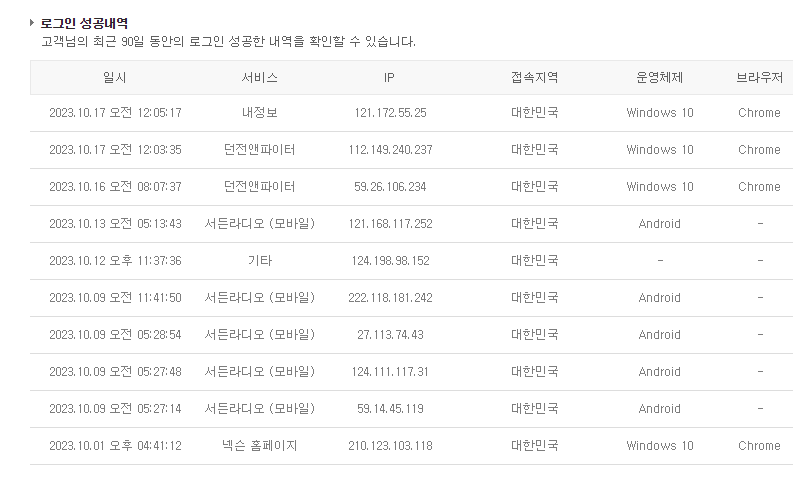 로그인 성공내역
고객님의 최근 90일 동안의 로그인 성공한 내역을 확인할 수 있습니다.
일시 서비스 IP 접속지역 운영체제 브라우저
2023.10.17 오전 12:05:17 내정보 121.172.55.25 대한민국 Windows 10 Chrome
2023.10.17 오전 12:03:35 던전앤파이터 112.149.240.237 대한민국 Windows 10 Chrome
2023.10.16 오전 08:07:37 던전앤파이터 59.26.106.234 대한민국 Windows 10 Chrome
2023.10.13 오전 05:13:43 서든라디오 (모바일) 121.168.117.252 대한민국 Android -
2023.10.12 오후 11:37:36 기타 124.198.98.152 대한민국 - -
2023.10.09 오전 11:41:50 서든라디오 (모바일) 222.118.181.242 대한민국 Android -
2023.10.09 오전 05:28:54 서든라디오 (모바일) 27.113.74.43 대한민국 Android -
2023.10.09 오전 05:27:48 서든라디오 (모바일) 124.111.117.31 대한민국 Android -
2023.10.09 오전 05:27:14 서든라디오 (모바일) 59.14.45.119 대한민국 Android -
2023.10.01 오후 04:41:12 넥슨 홈페이지 210.123.103.118 대한민국 Windows 10 Chrome